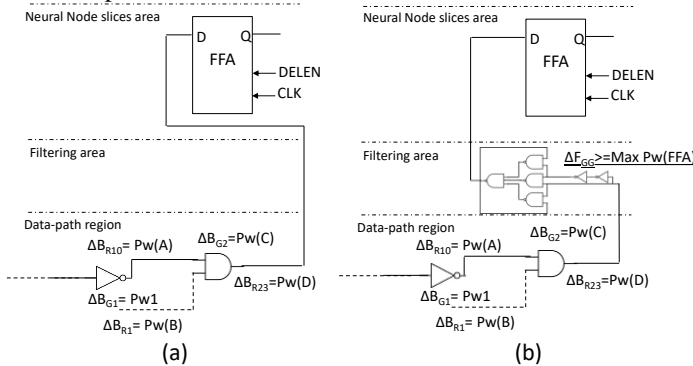 Neural Node slices area
D
Q
FFA
DELEN
CLK
Filtering area
Data-path region
ΔB_R10= Pw(A)
ΔB_G2=Pw(C)
ΔB_G1= Pw1
ΔB_R23=Pw(D)
ΔB_R1= Pw(B)
(a)
Neural Node slices area
D
Q
FFA
DELEN
CLK
Filtering area
ΔF_GG>=Max Pw(FFA)
Data-path region
ΔB_G2=Pw(C)
ΔB_R10= Pw(A)
ΔB_G1= Pw1
ΔB_R23=Pw(D)
ΔB_R1= Pw(B)
(b)